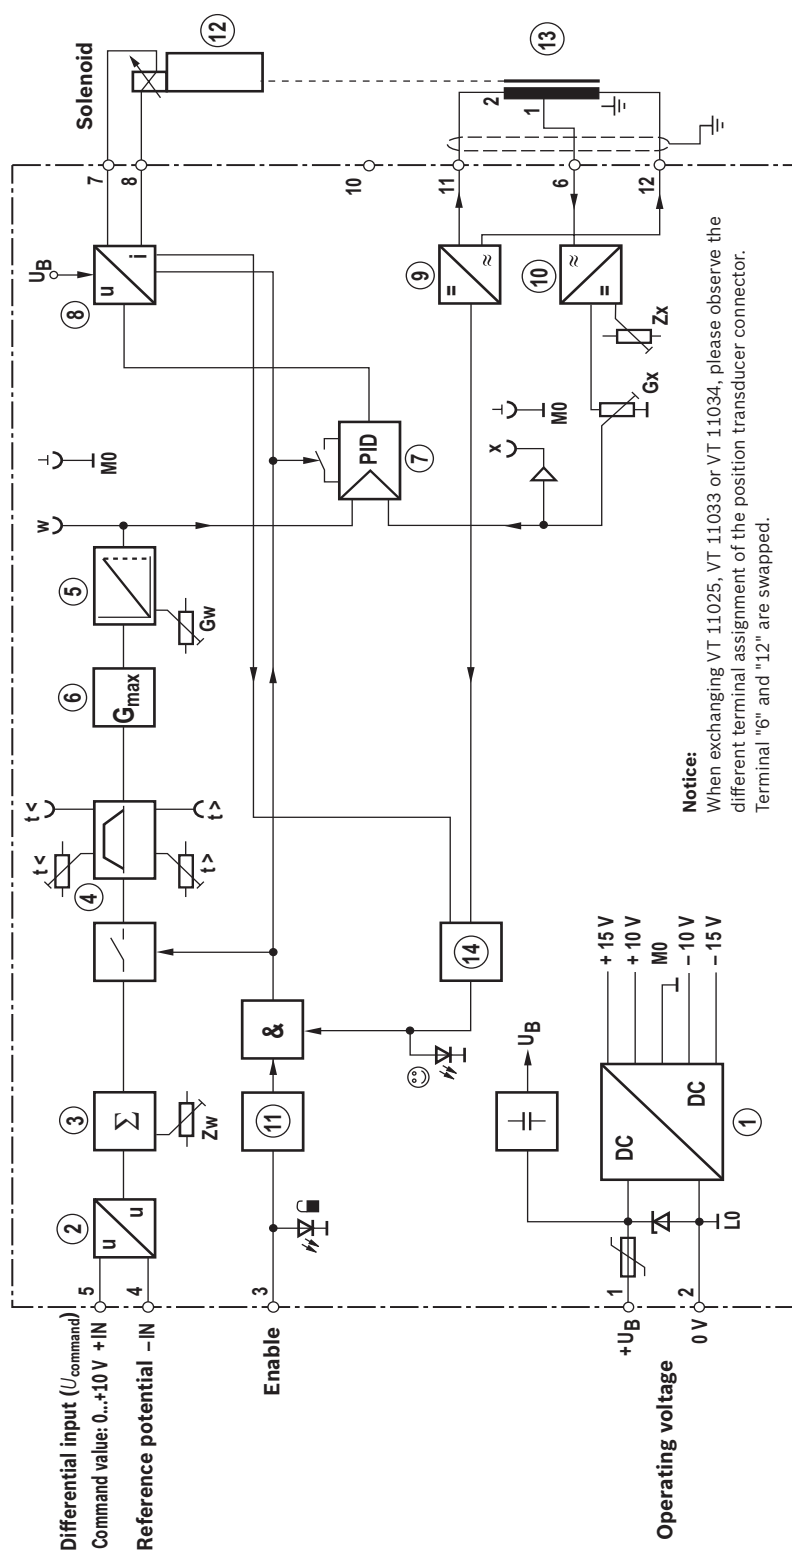 Differential input (U command)
Command value: 0...+10 V +IN
Reference potential –IN
5
4
2
u
u
3
Σ
Zw
4
t <
t <
t >
t >
6
Gmax
5
Gw
w
⊥
M0
UB
8
u
i
7
8
Solenoid
12
Enable
3
11
&
14
PID
7
x
⊥
M0
Gx
Zx
9
=
≈
10
≈
=
10
11
6
12
2
1
13
Operating voltage
+UB
0 V
1
2
L0
UB
DC
DC
1
+ 15 V
+ 10 V
M0
– 10 V
– 15 V
Notice:
When exchanging VT 11025, VT 11033 or VT 11034, please observe the
different terminal assignment of the position transducer connector.
Terminal "6" and "12" are swapped.